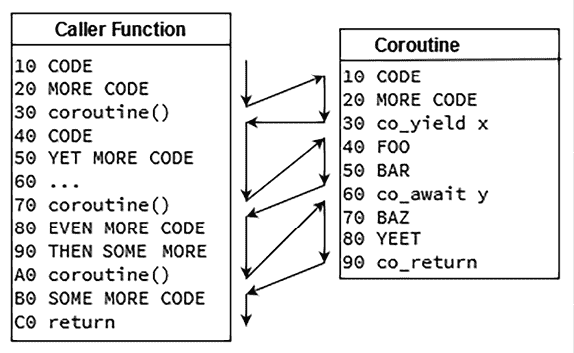 Caller Function
10 CODE
20 MORE CODE
30 coroutine()
40 CODE
50 YET MORE CODE
60 ...
70 coroutine()
80 EVEN MORE CODE
90 THEN SOME MORE
A0 coroutine()
B0 SOME MORE CODE
C0 return
Coroutine
10 CODE
20 MORE CODE
30 co_yield x
40 FOO
50 BAR
60 co_await y
70 BAZ
80 YEET
90 co_return